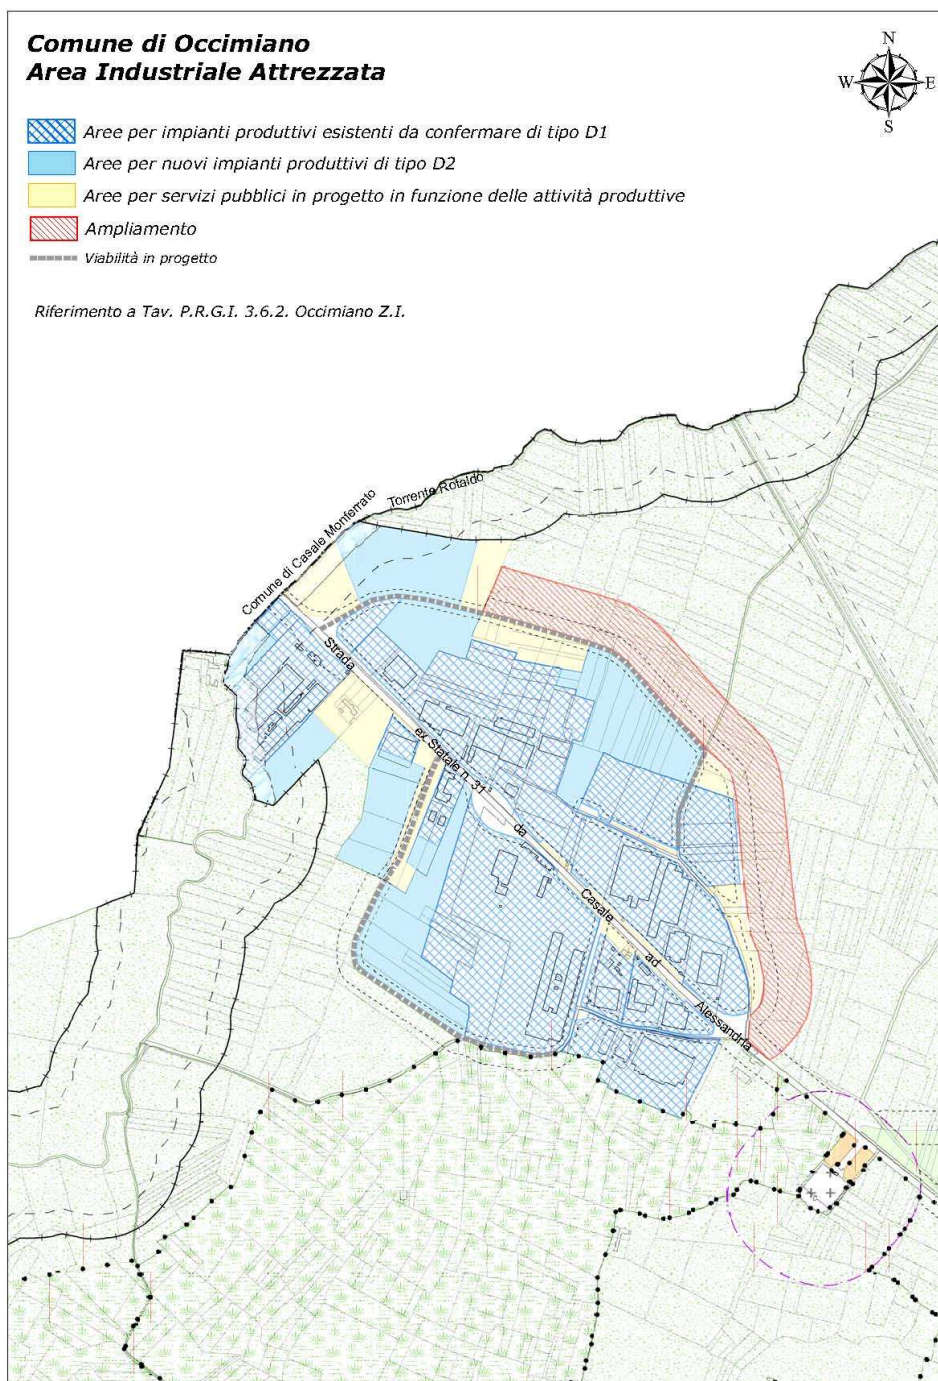 Comune di Occimiano
Area Industriale Attrezzata
N
W E
S
Aree per impianti produttivi esistenti da confermare di tipo D1
Aree per nuovi impianti produttivi di tipo D2
Aree per servizi pubblici in progetto in funzione delle attività produttive
Ampliamento
Viabilità in progetto
Riferimento a Tav. P.R.G.I. 3.6.2. Occimiano Z.I.
Torrente Rotaldo
Comune di Casale Monferrato
Strada
ex Statale n. 31
da
Casale
ad
Alessandria